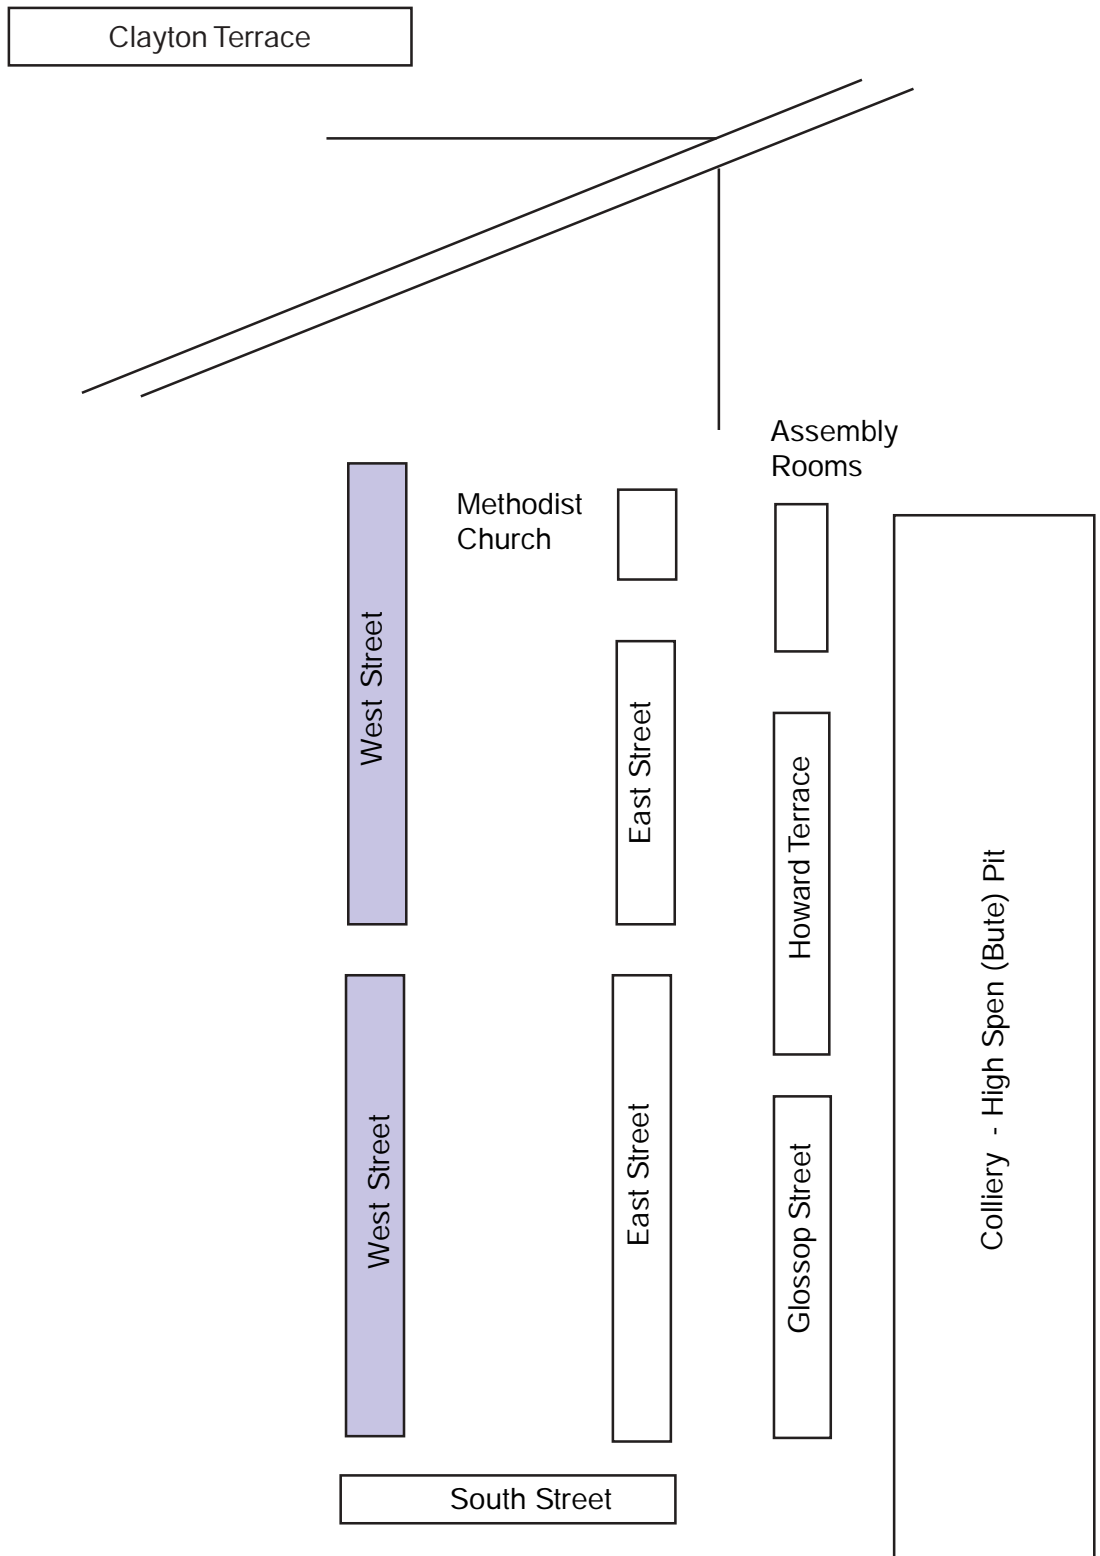 Clayton Terrace
Assembly
Rooms
Methodist
Church
West Street
East Street
Howard Terrace
Colliery - High Spen (Bute) Pit
West Street
East Street
Glossop Street
South Street